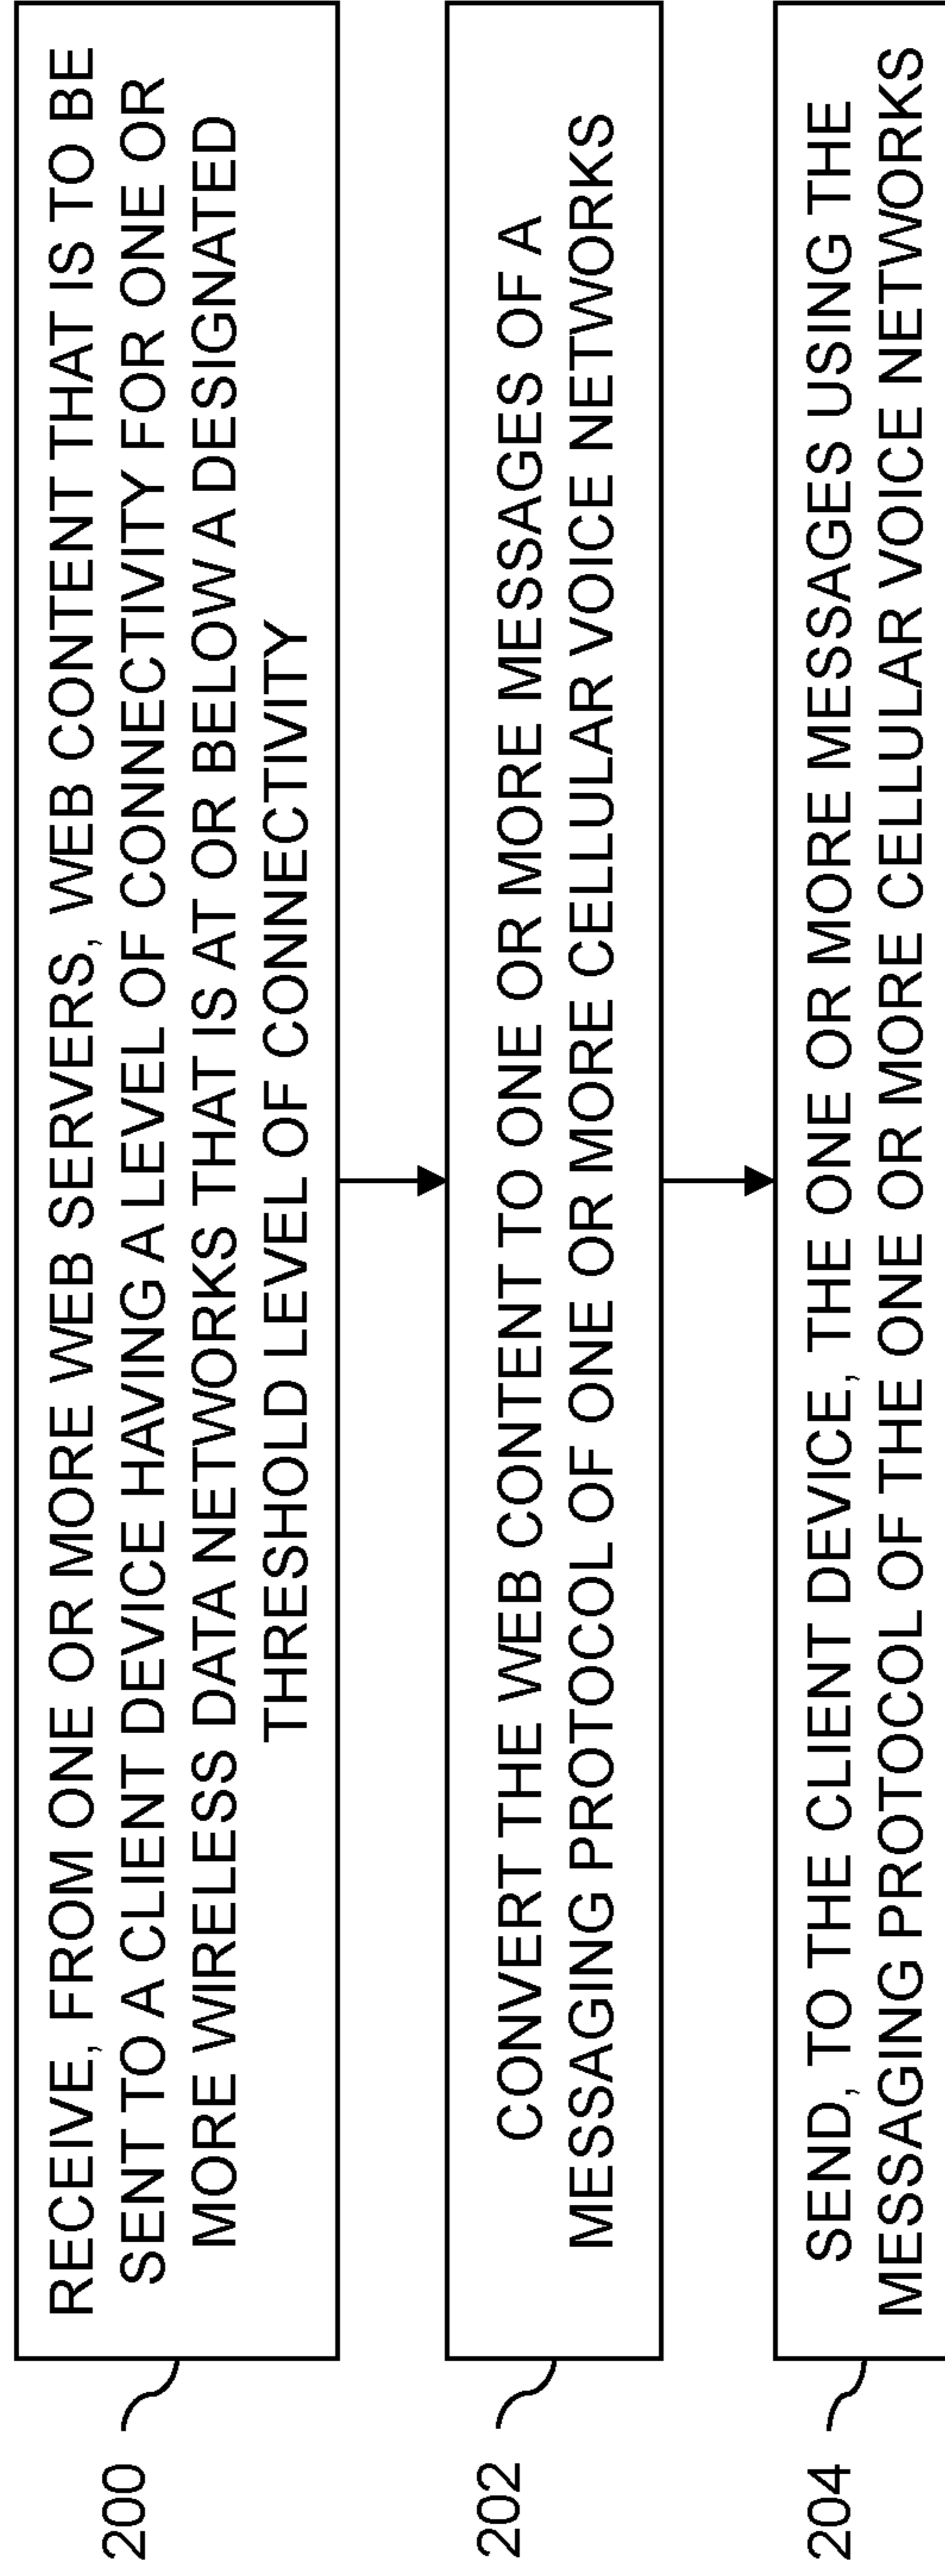 200
RECEIVE, FROM ONE OR MORE WEB SERVERS, WEB CONTENT THAT IS TO BE
SENT TO A CLIENT DEVICE HAVING A LEVEL OF CONNECTIVITY FOR ONE OR
MORE WIRELESS DATA NETWORKS THAT IS AT OR BELOW A DESIGNATED
THRESHOLD LEVEL OF CONNECTIVITY
202
CONVERT THE WEB CONTENT TO ONE OR MORE MESSAGES OF A
MESSAGING PROTOCOL OF ONE OR MORE CELLULAR VOICE NETWORKS
204
SEND, TO THE CLIENT DEVICE, THE ONE OR MORE MESSAGES USING THE
MESSAGING PROTOCOL OF THE ONE OR MORE CELLULAR VOICE NETWORKS